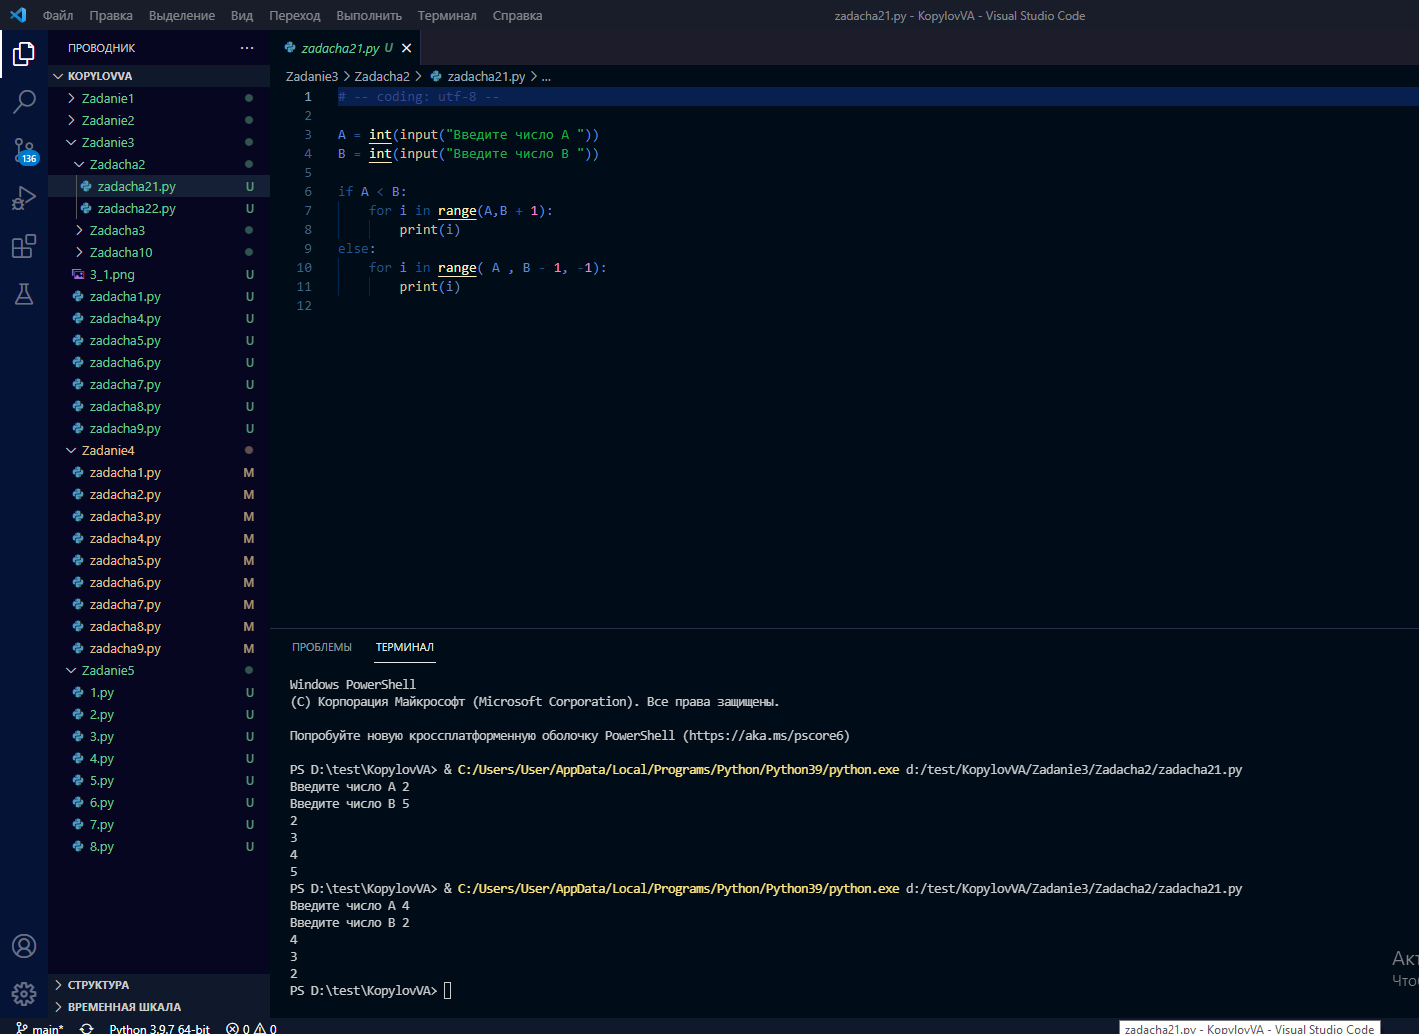 Файл Правка Выделение Вид Переход Выполнить Терминал Справка zadacha21.py - KopylovVA - Visual Studio Code
ПРОВОДНИК ···
zadacha21.py U
KOPYLOVVA
Zadanie3 > Zadacha2 > zadacha21.py > ...
Zadanie1
Zadanie2
Zadanie3
Zadacha2
zadacha21.py U
zadacha22.py U
Zadacha3
Zadacha10
3_1.png U
zadacha1.py U
zadacha4.py U
zadacha5.py U
zadacha6.py U
zadacha7.py U
zadacha8.py U
zadacha9.py U
Zadanie4
zadacha1.py M
zadacha2.py M
zadacha3.py M
zadacha4.py M
zadacha5.py M
zadacha6.py M
zadacha7.py M
zadacha8.py M
zadacha9.py M
Zadanie5
1.py U
2.py U
3.py U
4.py U
5.py U
6.py U
7.py U
8.py U
136
СТРУКТУРА
ВРЕМЕННАЯ ШКАЛА
1 # -- coding: utf-8 --
2
3 A = int(input("Введите число A "))
4 B = int(input("Введите число B "))
5
6 if A < B:
7 for i in range(A,B + 1):
8 print(i)
9 else:
10 for i in range( A , B - 1, -1):
11 print(i)
12
ПРОБЛЕМЫ ТЕРМИНАЛ
Windows PowerShell
(C) Корпорация Майкрософт (Microsoft Corporation). Все права защищены.
Попробуйте новую кроссплатформенную оболочку PowerShell (https://aka.ms/pscore6)
PS D:\test\KopylovVA> & C:/Users/User/AppData/Local/Programs/Python/Python39/python.exe d:/test/KopylovVA/Zadanie3/Zadacha2/zadacha21.py
Введите число A 2
Введите число B 5
2
3
4
5
PS D:\test\KopylovVA> & C:/Users/User/AppData/Local/Programs/Python/Python39/python.exe d:/test/KopylovVA/Zadanie3/Zadacha2/zadacha21.py
Введите число A 4
Введите число B 2
4
3
2
PS D:\test\KopylovVA>
Акт
Что
main* Python 3.9.7 64-bit 0 0
zadacha21.py - KopylovVA - Visual Studio Code